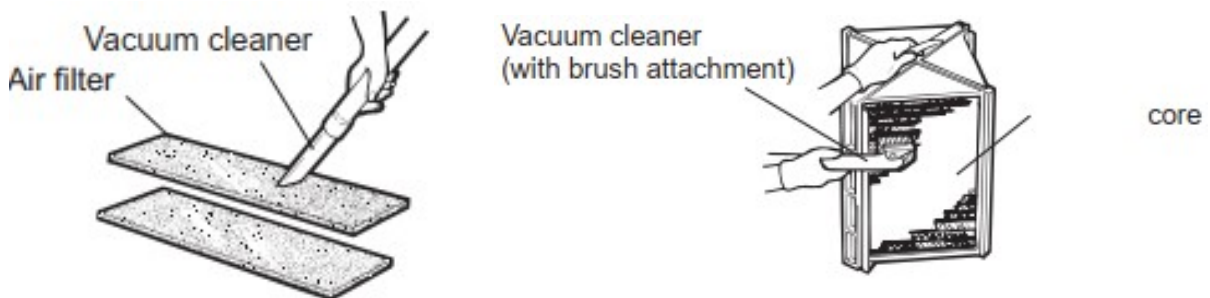 Vacuum cleaner
Air filter
Vacuum cleaner
(with brush attachment)
core